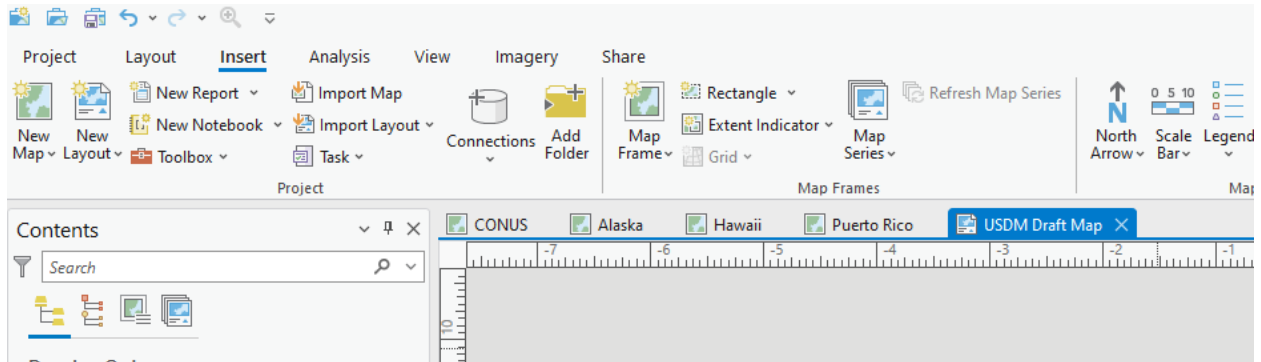 Project Layout Insert Analysis View Imagery Share
New Map
New Layout
New Report
New Notebook
Toolbox
Import Map
Import Layout
Task
Connections
Add Folder
Project
Map Frame
Rectangle
Extent Indicator
Grid
Map Series
Refresh Map Series
Map Frames
N
North Arrow
0 5 10
Scale Bar
Legend
Map
Contents
Search
CONUS Alaska Hawaii Puerto Rico USDM Draft Map
-7 -6 -5 -4 -3 -2 -1
10